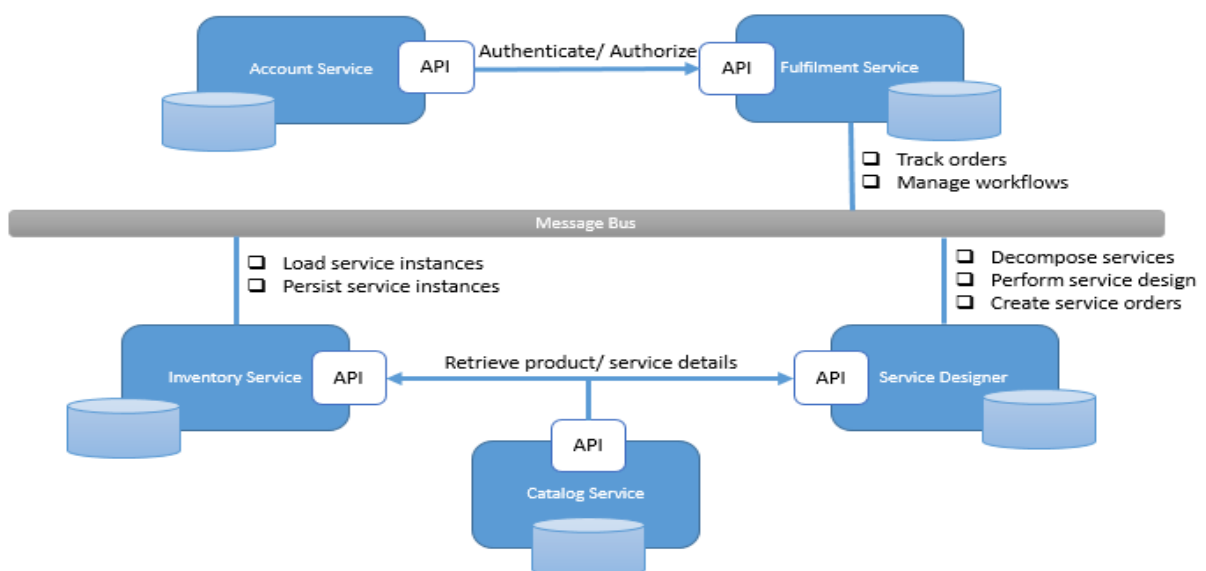 Account Service
API
Authenticate/ Authorize
API
Fulfilment Service
Track orders
Manage workflows
Message Bus
Load service instances
Persist service instances
Decompose services
Perform service design
Create service orders
Inventory Service
API
Retrieve product/ service details
API
Service Designer
API
Catalog Service